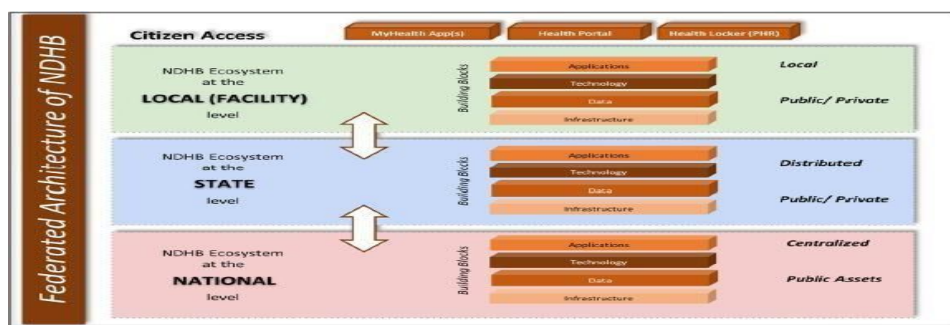 Federated Architecture of NDHB
Citizen Access
MyHealth App(s)
Health Portal
Health Locker (PHR)
NDHB Ecosystem
at the
LOCAL (FACILITY)
level
Building Blocks
Applications
Technology
Data
Infrastructure
Local
Public/ Private
NDHB Ecosystem
at the
STATE
level
Building Blocks
Applications
Technology
Data
Infrastructure
Distributed
Public/ Private
NDHB Ecosystem
at the
NATIONAL
level
Building Blocks
Applications
Technology
Data
Infrastructure
Centralized
Public Assets